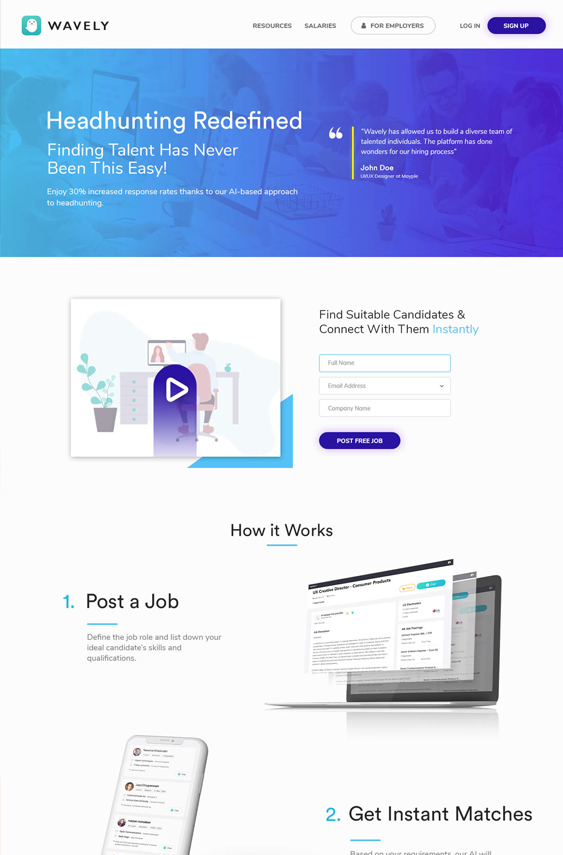 WAVELY
RESOURCES
SALARIES
FOR EMPLOYERS
LOG IN
SIGN UP
Headhunting Redefined
Finding Talent Has Never
Been This Easy!
Enjoy 30% increased response rates thanks to our AI-based approach
to headhunting.
“Wavely has allowed us to build a diverse team of
talented individuals. The platform has done
wonders for our hiring process”
John Doe
UI/UX Designer at Mayple
Find Suitable Candidates &
Connect With Them Instantly
Full Name
Email Address
Company Name
POST FREE JOB
How it Works
1. Post a Job
Define the job role and list down your
ideal candidate's skills and
qualifications.
UX Creative Director - Consumer Products
2. Get Instant Matches
Based on your requirements, our AI will